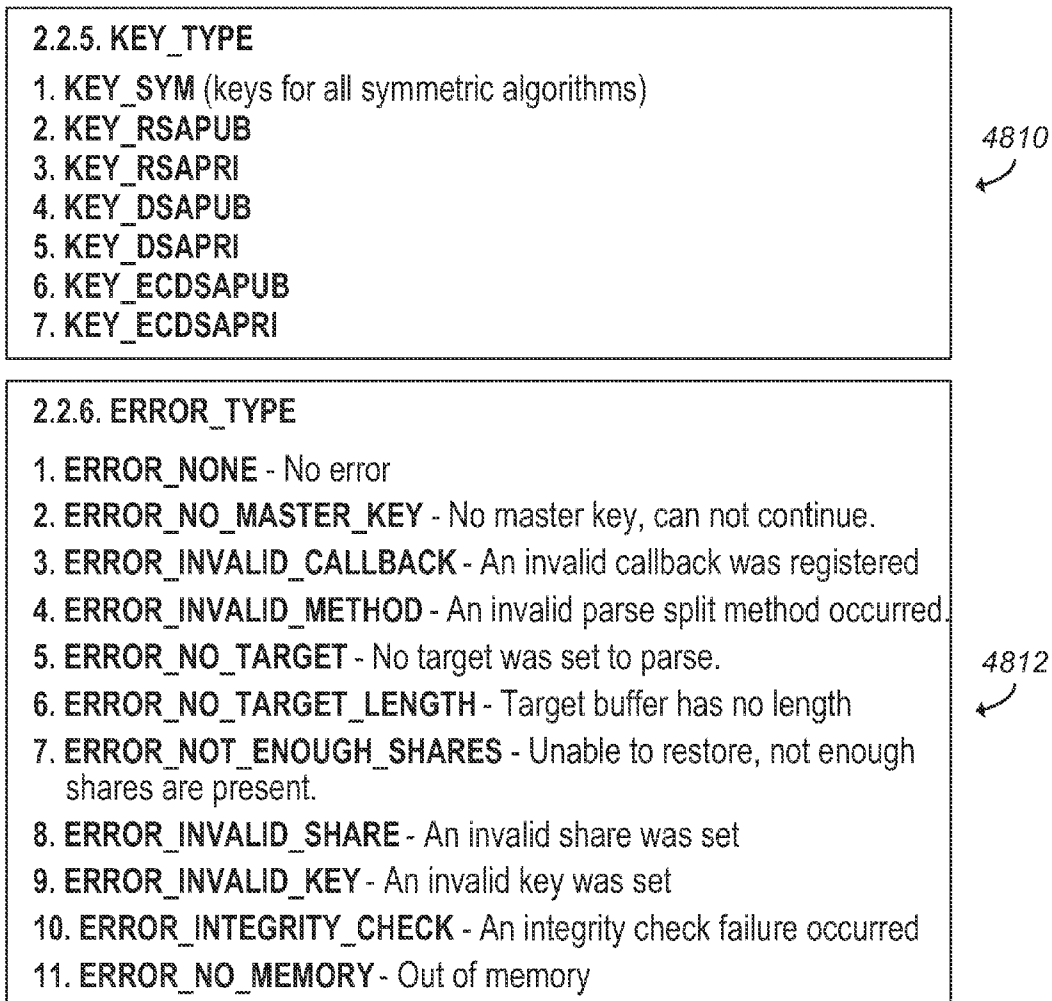 2.2.5. KEY_TYPE
1. KEY_SYM (keys for all symmetric algorithms)
2. KEY_RSAPUB
3. KEY_RSAPRI
4. KEY_DSAPUB
5. KEY_DSAPRI
6. KEY_ECDSAPUB
7. KEY_ECDSAPRI
4810
2.2.6. ERROR_TYPE
1. ERROR_NONE - No error
2. ERROR_NO_MASTER_KEY - No master key, can not continue.
3. ERROR_INVALID_CALLBACK - An invalid callback was registered
4. ERROR_INVALID_METHOD - An invalid parse split method occurred.
5. ERROR_NO_TARGET - No target was set to parse.
6. ERROR_NO_TARGET_LENGTH - Target buffer has no length
7. ERROR_NOT_ENOUGH_SHARES - Unable to restore, not enough
shares are present.
8. ERROR_INVALID_SHARE - An invalid share was set
9. ERROR_INVALID_KEY - An invalid key was set
10. ERROR_INTEGRITY_CHECK - An integrity check failure occurred
11. ERROR_NO_MEMORY - Out of memory
4812